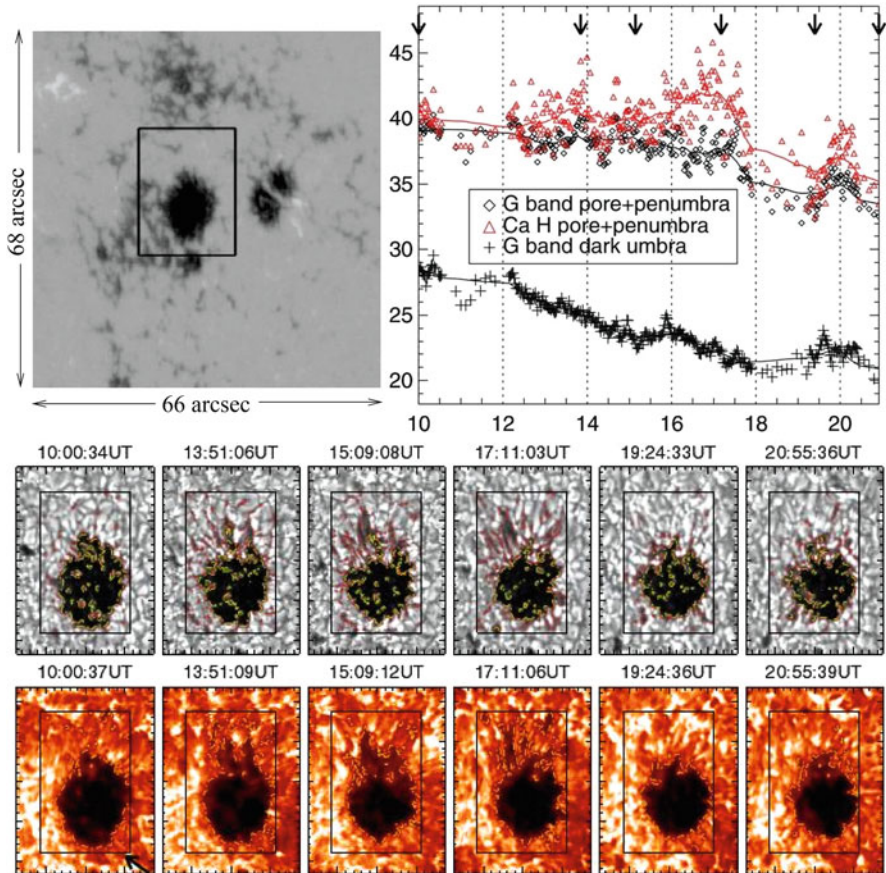 68 arcsec
66 arcsec
45
40
35
30
25
20
◇ G band pore+penumbra
△ Ca H pore+penumbra
+ G band dark umbra
10 12 14 16 18 20
10:00:34UT 13:51:06UT 15:09:08UT 17:11:03UT 19:24:33UT 20:55:36UT
10:00:37UT 13:51:09UT 15:09:12UT 17:11:06UT 19:24:36UT 20:55:39UT